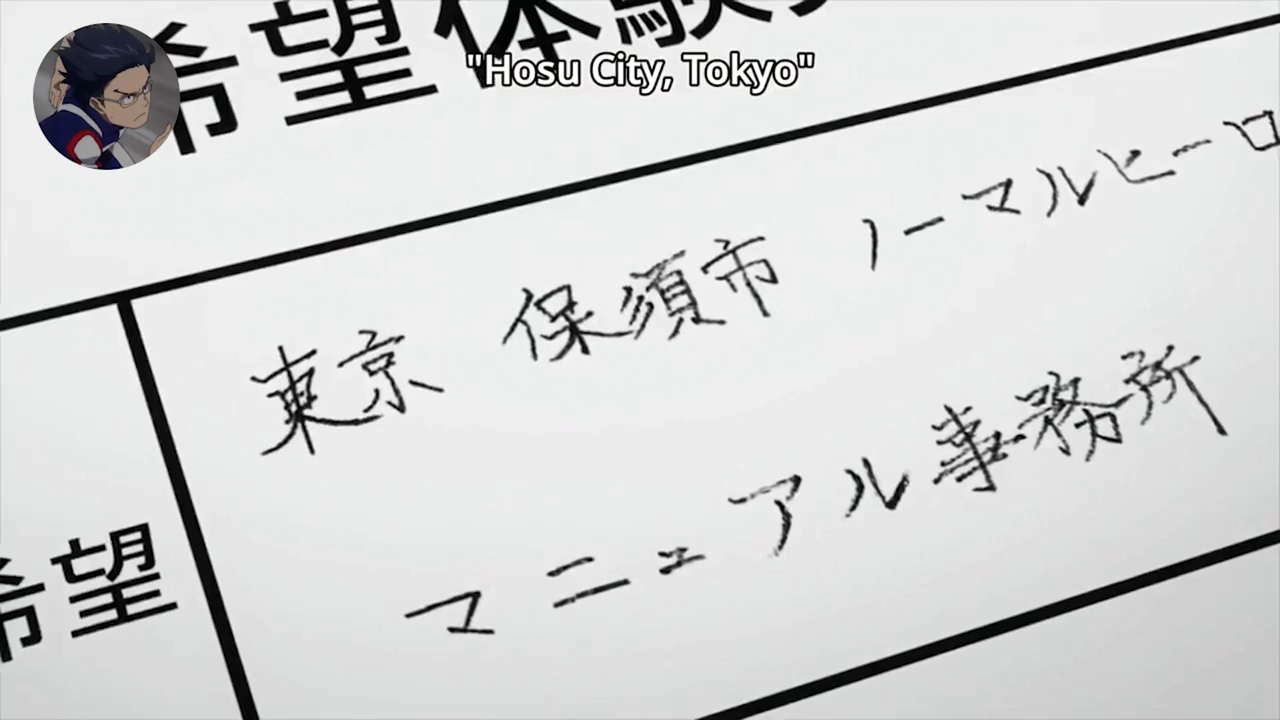 希望体験
"Hosu City, Tokyo"
東京 保須市 ノーマルヒーロ
マニュアル事務所
希望